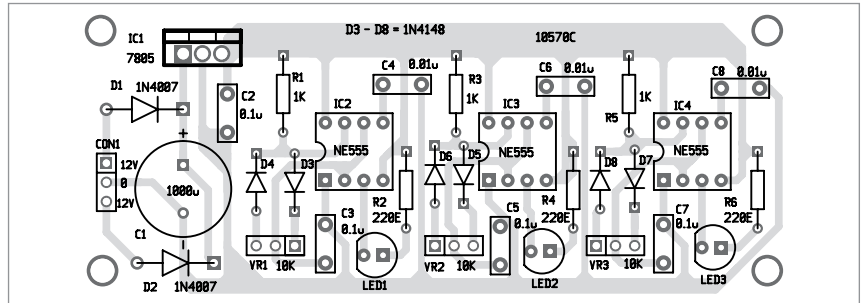 D3 - D8 = 1N4148
10570C
IC1
7805
D1
1N4007
C2
0.1u
R1
1K
C4
0.01u
R3
1K
C6
0.01u
R5
1K
C8
0.01u
IC2
NE555
IC3
NE555
IC4
NE555
CON1
12V
0
12V
+
1000u
-
C1
D2
1N4007
D4
D3
D6
D5
D8
D7
R2
220E
R4
220E
R6
220E
C3
0.1u
C5
0.1u
C7
0.1u
VR1
10K
LED1
VR2
10K
LED2
VR3
10K
LED3